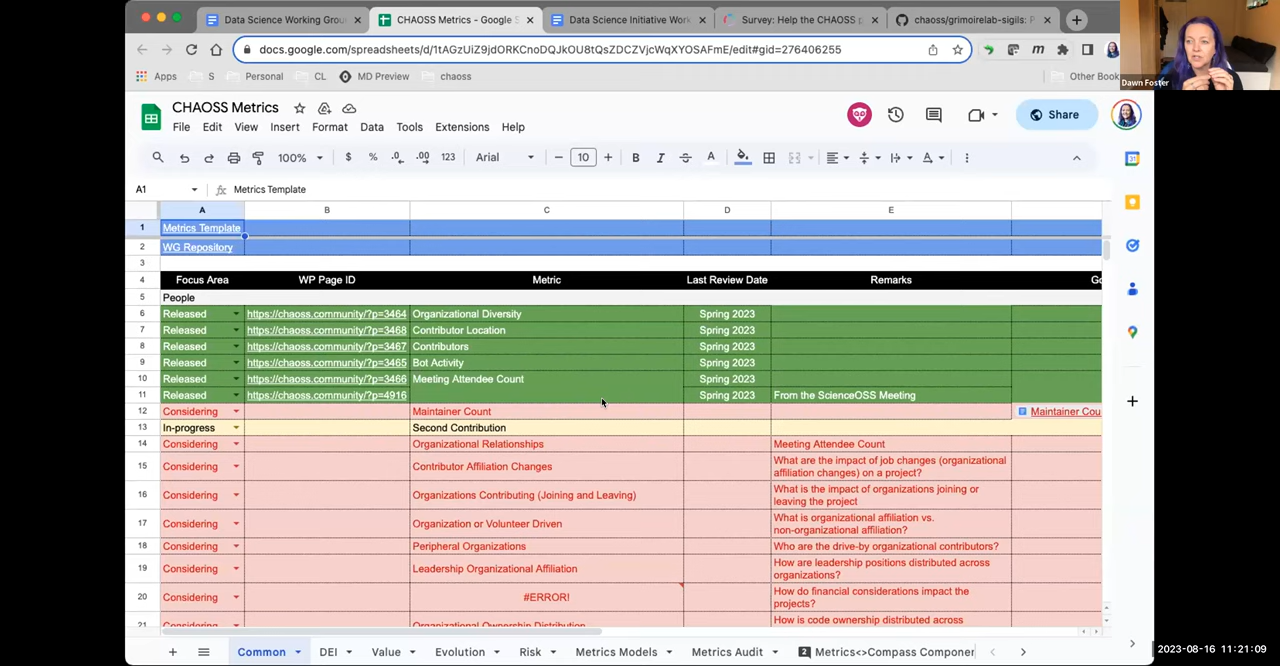 Data Science Working Grou
CHAOSS Metrics - Google S
Data Science Initiative Work
Survey: Help the CHAOSS p
chaoss/grimoirelab-sigils: P
docs.google.com/spreadsheets/d/1tAGzUiZ9jdORKCnoDQJkOU8tQsZDCZVjcWqXYOSAFmE/edit#gid=276406255
Apps
S
Personal
CL
MD Preview
chaoss
Other Book
Dawn Foster
CHAOSS Metrics
Share
File Edit View Insert Format Data Tools Extensions Help
100% $ % .0 .00 123 Arial 10 B I S A
A1 fx Metrics Template
A B C D E
1 Metrics Template
2 WG Repository
3
4 Focus Area WP Page ID Metric Last Review Date Remarks Go
5 People
6 Released https://chaoss.community/?p=3464 Organizational Diversity Spring 2023
7 Released https://chaoss.community/?p=3468 Contributor Location Spring 2023
8 Released https://chaoss.community/?p=3467 Contributors Spring 2023
9 Released https://chaoss.community/?p=3465 Bot Activity Spring 2023
10 Released https://chaoss.community/?p=3466 Meeting Attendee Count Spring 2023
11 Released https://chaoss.community/?p=4916 Spring 2023 From the ScienceOSS Meeting
12 Considering Maintainer Count Maintainer Cou
13 In-progress Second Contribution
14 Considering Organizational Relationships Meeting Attendee Count
15 Considering Contributor Affiliation Changes What are the impact of job changes (organizational
affiliation changes) on a project?
16 Considering Organizations Contributing (Joining and Leaving) What is the impact of organizations joining or
leaving the project
17 Considering Organization or Volunteer Driven What is organizational affiliation vs.
non-organizational affiliation?
18 Considering Peripheral Organizations Who are the drive-by organizational contributors?
19 Considering Leadership Organizational Affiliation How are leadership positions distributed across
organizations?
20 Considering #ERROR! How do financial considerations impact the
projects?
21 Considering Organizational Ownership Distribution How is code ownership distributed across
Common DEI Value Evolution Risk Metrics Models Metrics Audit 2 Metrics<>Compass Componen
2023-08-16 11:21:09